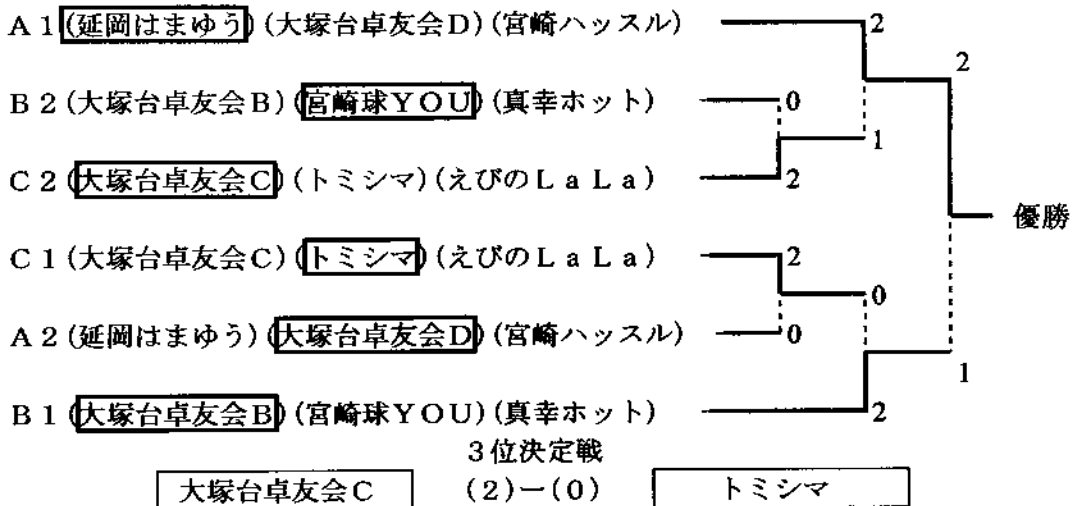 A1(延岡はまゆう)(大塚台卓友会D)(宮崎ハッスル) 2
2
B2(大塚台卓友会B)(宮崎球YOU)(真幸ホット) 0
1
C2(大塚台卓友会C)(トミシマ)(えびのLaLa) 2
優勝
C1(大塚台卓友会C)(トミシマ)(えびのLaLa) 2
0
A2(延岡はまゆう)(大塚台卓友会D)(宮崎ハッスル) 0
1
B1(大塚台卓友会B)(宮崎球YOU)(真幸ホット) 2
3位決定戦
大塚台卓友会C (2)ー(0) トミシマ